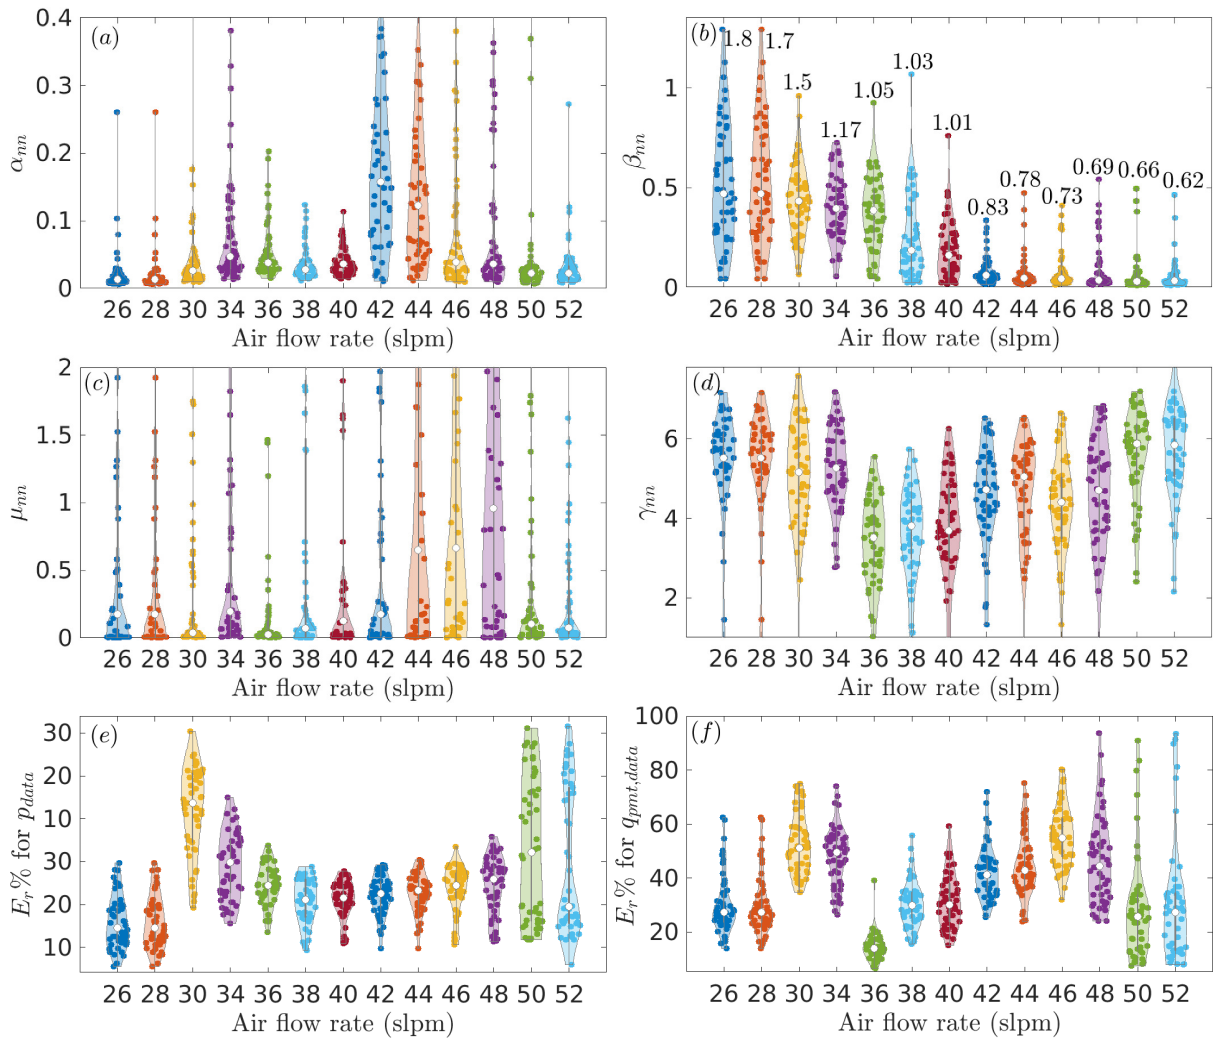 (a)
0.4
0.3
0.2
0.1
0
α_nn
26 28 30 34 36 38 40 42 44 46 48 50 52
Air flow rate (slpm)
(b)
1
0.5
0
β_nn
1.8 1.7 1.5 1.17 1.05 1.03 1.01 0.83 0.78 0.73 0.69 0.66 0.62
26 28 30 34 36 38 40 42 44 46 48 50 52
Air flow rate (slpm)
(c)
2
1.5
1
0.5
0
μ_nn
26 28 30 34 36 38 40 42 44 46 48 50 52
Air flow rate (slpm)
(d)
6
4
2
γ_nn
26 28 30 34 36 38 40 42 44 46 48 50 52
Air flow rate (slpm)
(e)
30
20
10
30
20
10
E_r% for p_data
26 28 30 34 36 38 40 42 44 46 48 50 52
Air flow rate (slpm)
(f)
100
80
60
40
20
E_r% for q_pmt,data
26 28 30 34 36 38 40 42 44 46 48 50 52
Air flow rate (slpm)